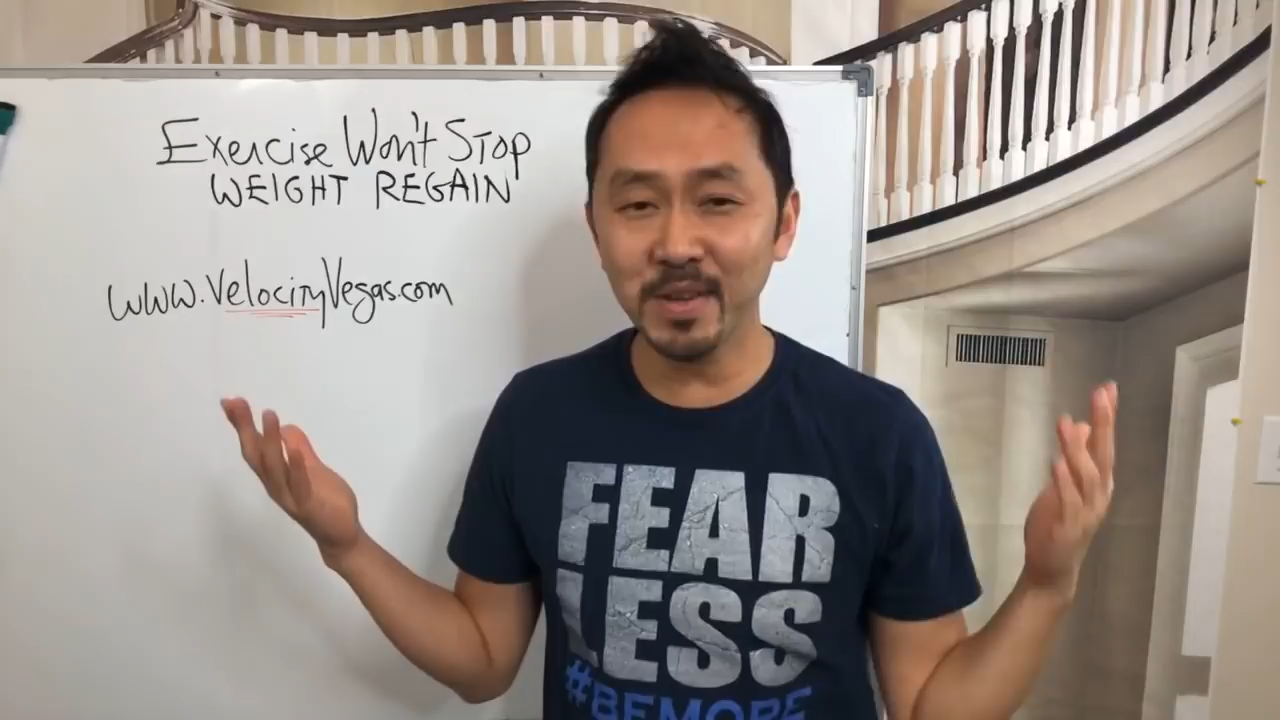 Exercise Won't Stop
WEIGHT REGAIN
www.VelocityVegas.com
FEAR
LESS
#BEMORE